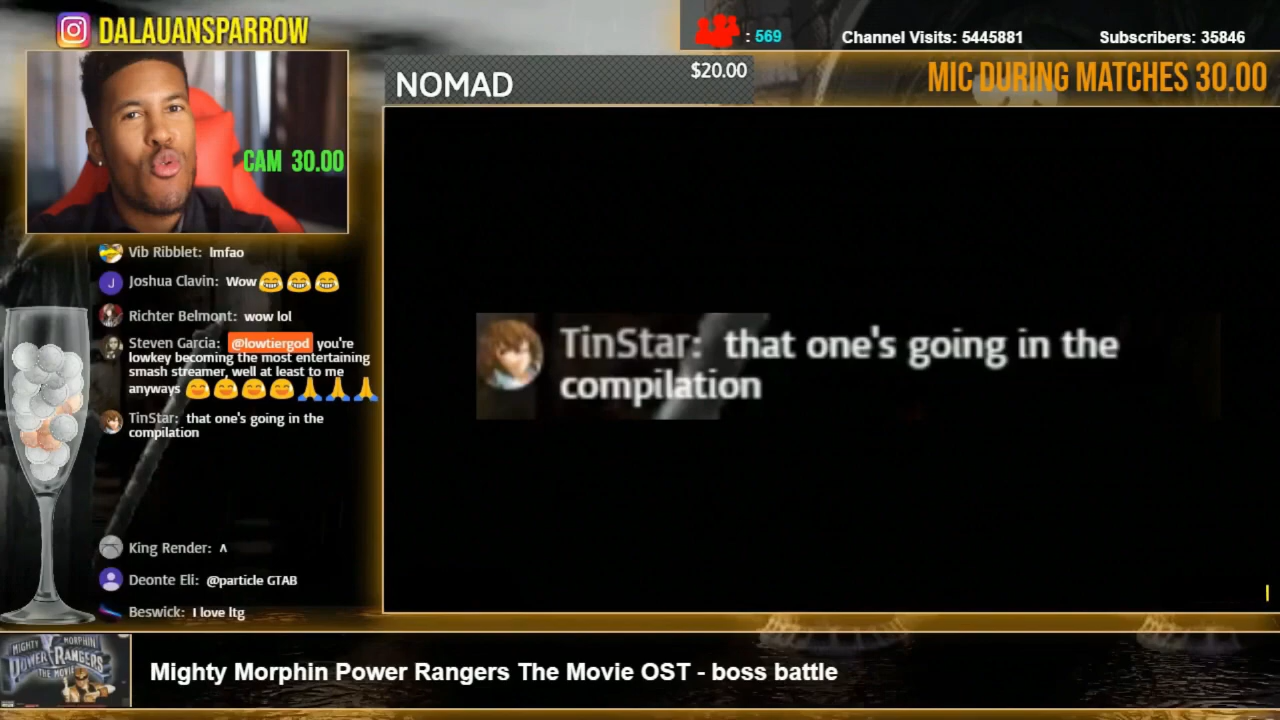 DALAUANSPARROW
: 569
Channel Visits: 5445881
Subscribers: 35846
NOMAD
$20.00
MIC DURING MATCHES 30.00
CAM 30.00
Vib Ribblet: lmfao
J Joshua Clavin: Wow 😂 😂 😂
Richter Belmont: wow lol
Steven Garcia: @lowtiergod you're
lowkey becoming the most entertaining
smash streamer, well at least to me
anyways 😄 😄 😄 😄 🙏 🙏 🙏
TinStar: that one's going in the
compilation
TinStar: that one's going in the
compilation
King Render: ^
Deonte Eli: @particle GTAB
Beswick: I love ltg
MIGHTY MORPHIN
POWER RANGERS
THE MOVIE
Mighty Morphin Power Rangers The Movie OST - boss battle